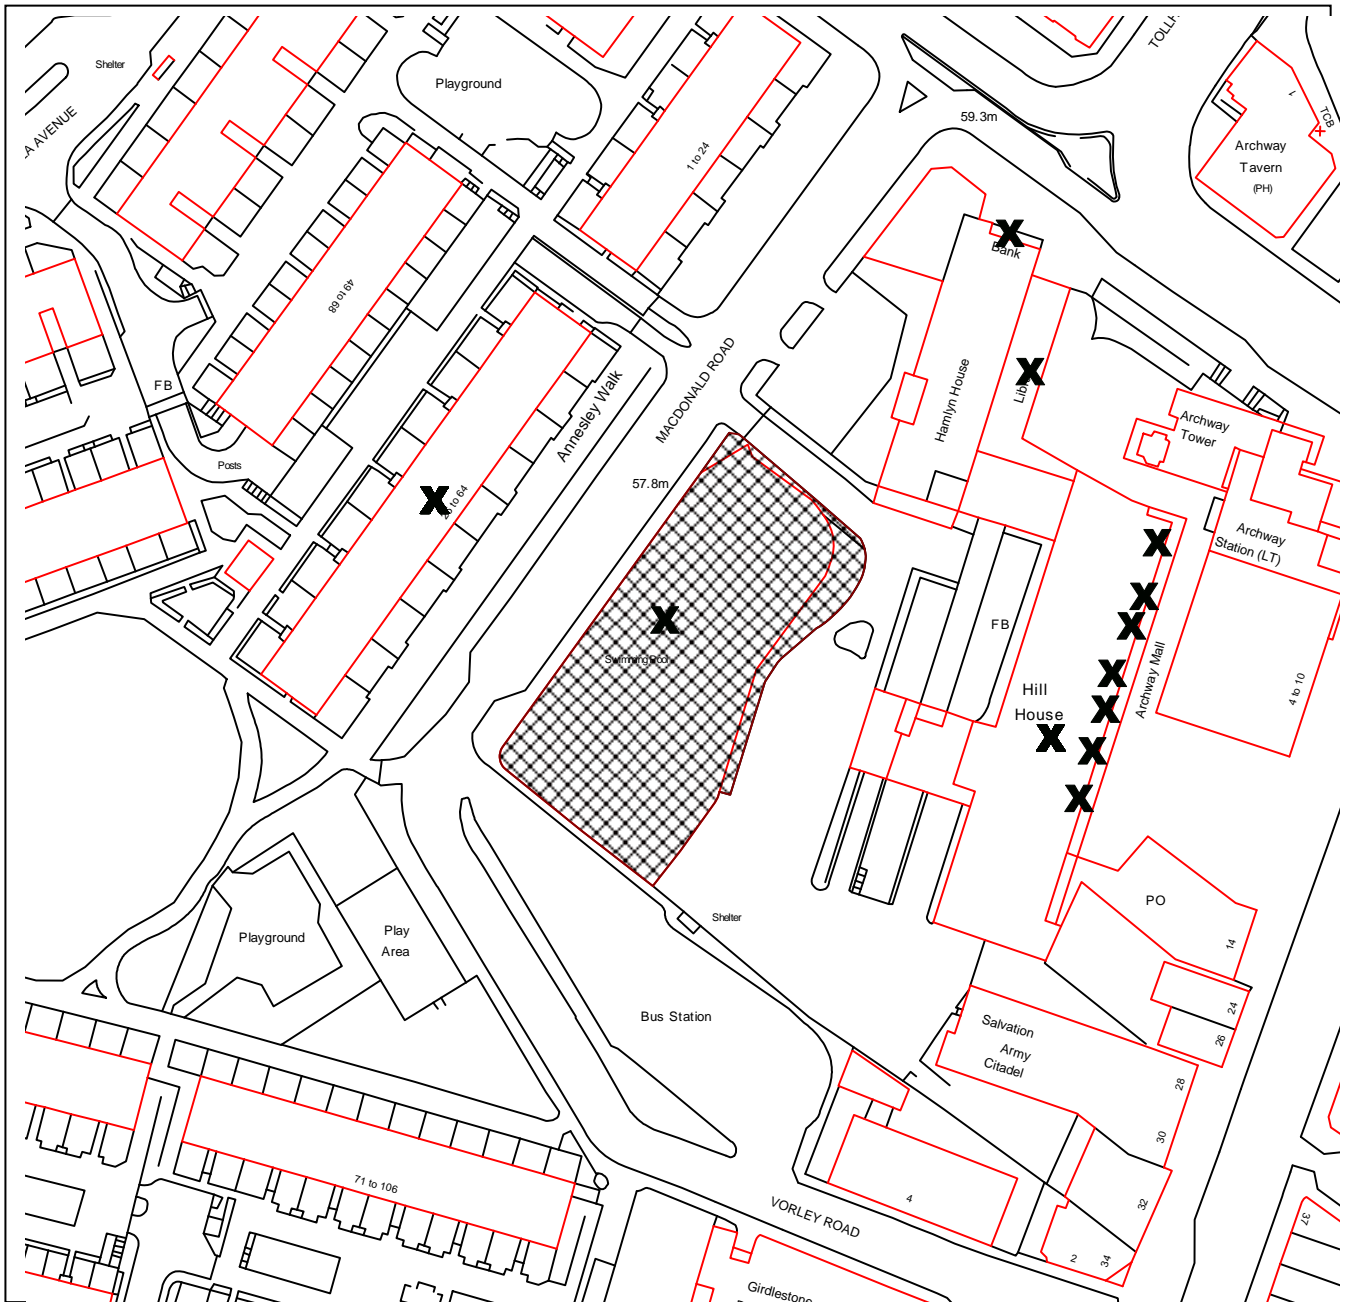 Shelter
Playground
59.3m
TCB
1
Archway
Tavern
(PH)
1 to 24
Bank
49 to 68
MACDONALD ROAD
Hamlyn House
FB
Annesley Walk
Archway
Tower
Posts
57.8m
Archway
Station (LT)
FB
Swimming Pool
Archway Mall
4 to 10
Hill
House
PO
14
Shelter
Playground
Play
Area
24
Bus Station
26
Salvation
Army
Citadel
28
30
71 to 106
4
32
VORLEY ROAD
37
2
34
AVENUE
Girdlestone